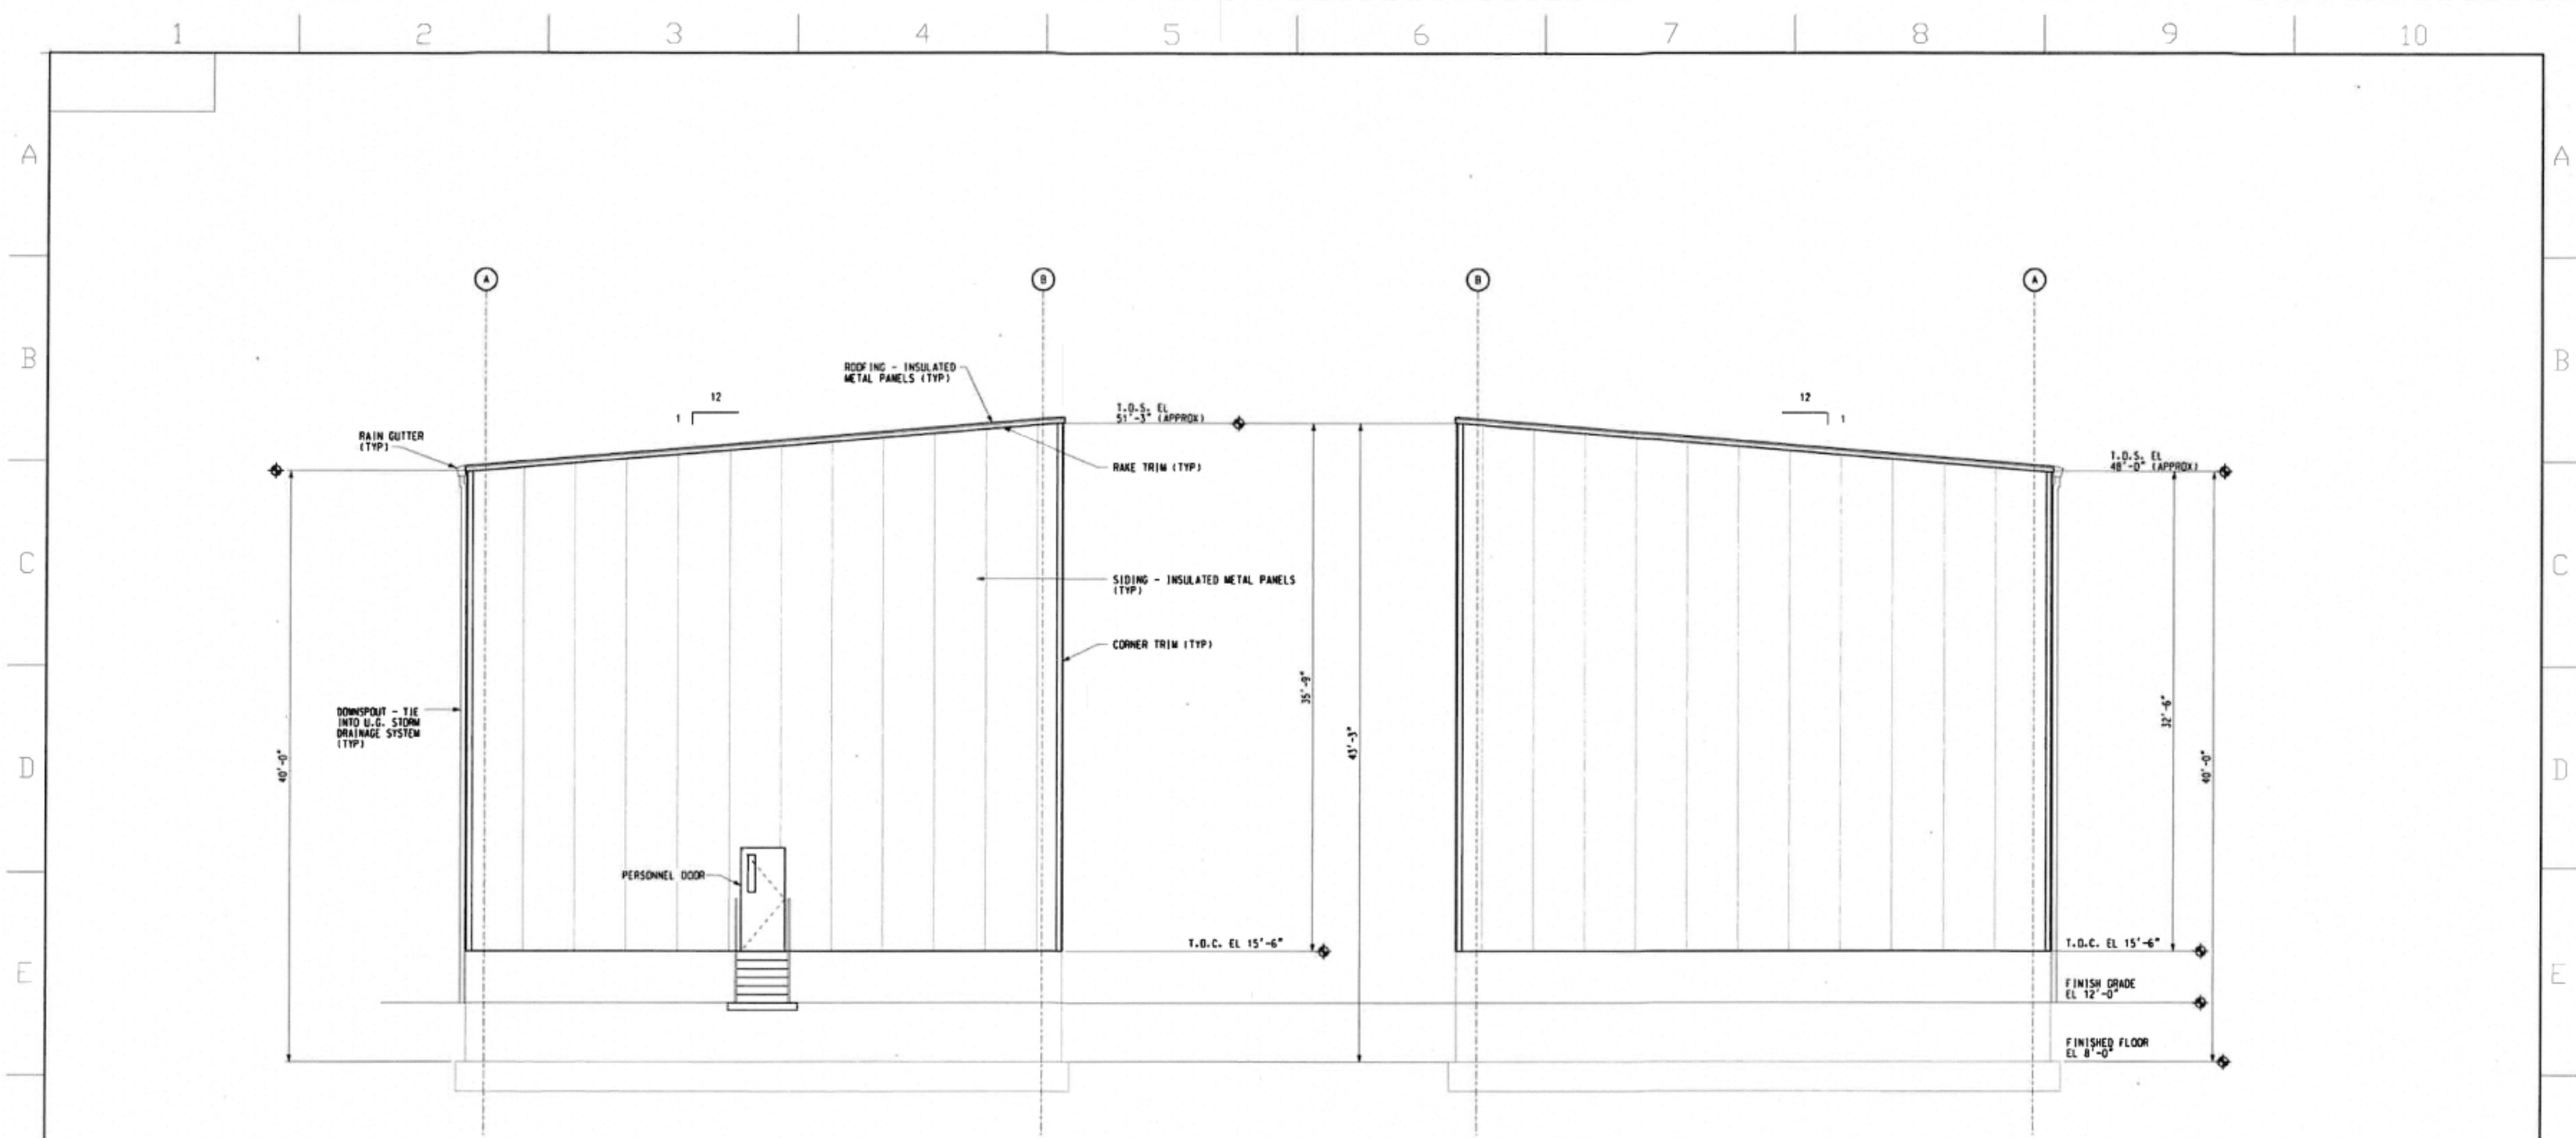 1 2 3 4 5 6 7 8 9 10
A A
A B B A
B B
ROOFING - INSULATED
METAL PANELS (TYP)
12
1
12
1
T.O.S. EL
51'-3" (APPROX)
RAIN GUTTER
(TYP)
RAKE TRIM (TYP)
T.O.S. EL
48'-0" (APPROX)
C C
SIDING - INSULATED METAL PANELS
(TYP)
CORNER TRIM (TYP)
35'-9"
32'-6"
DOWNSPOUT - TIE
INTO U.G. STORM
DRAINAGE SYSTEM
(TYP)
43'-3"
40'-0"
40'-0"
D D
PERSONNEL DOOR
T.O.C. EL 15'-6"
T.O.C. EL 15'-6"
E E
FINISH GRADE
EL 12'-0"
FINISHED FLOOR
EL 8'-0"